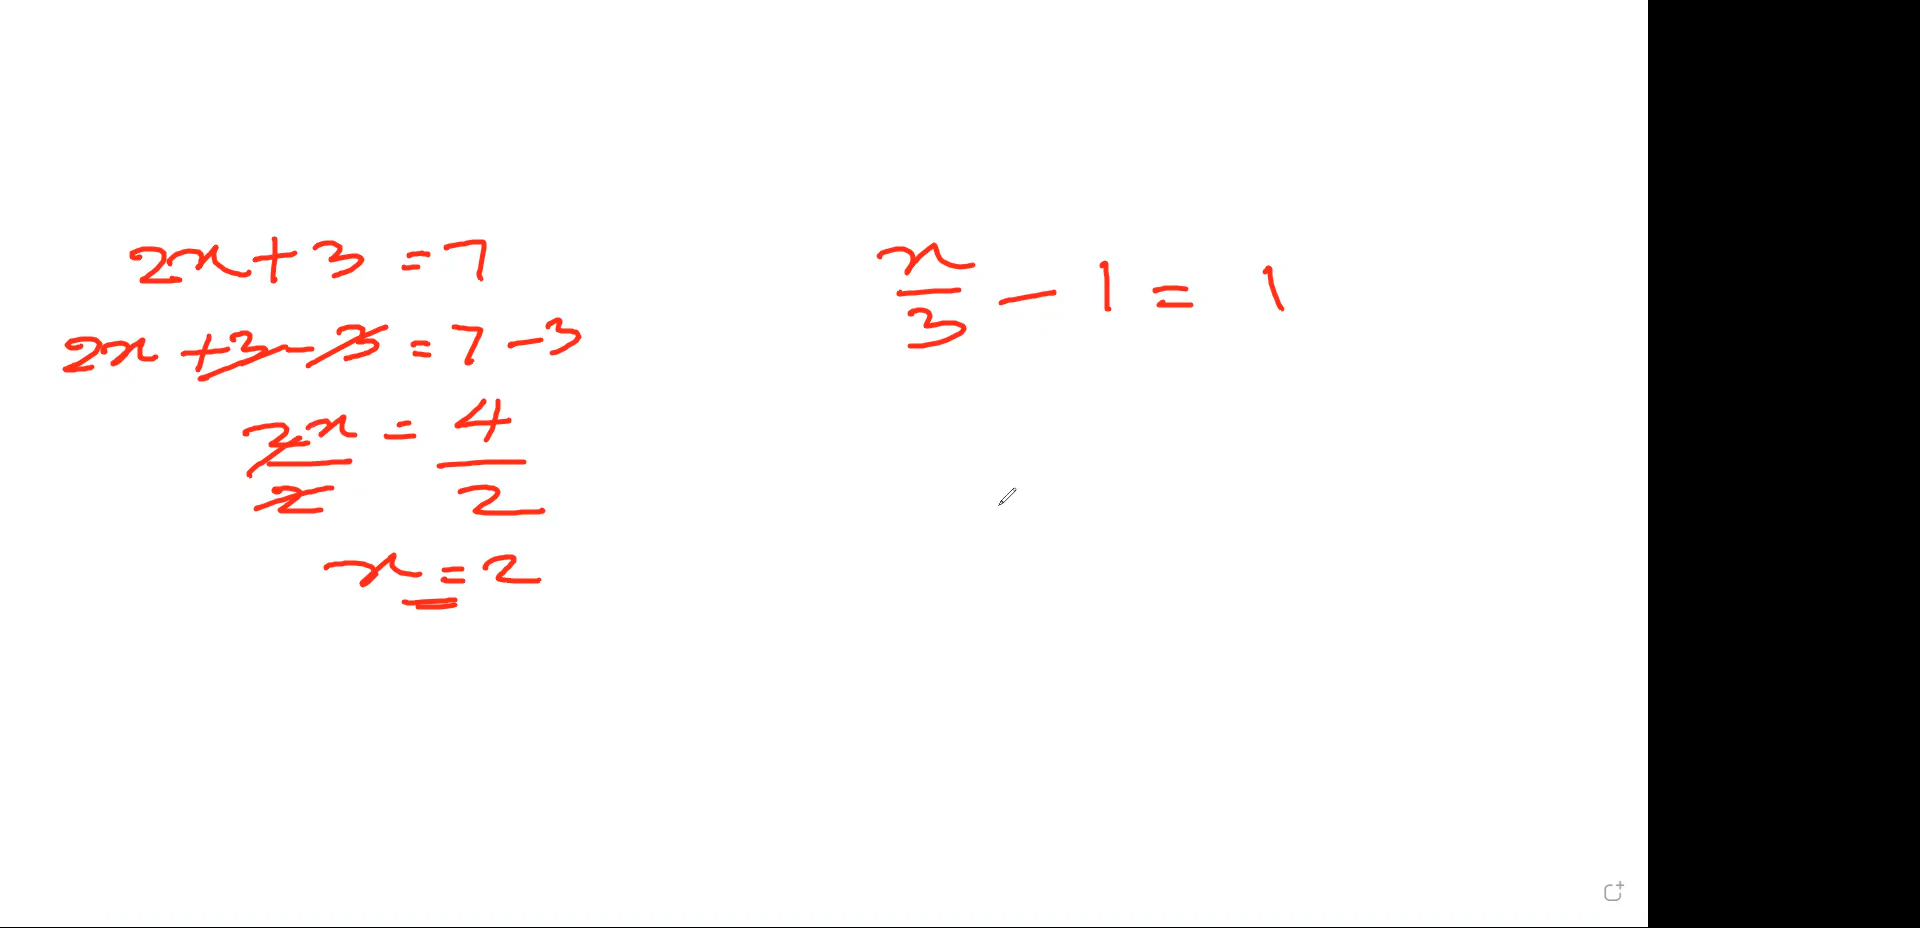 2x + 3 = 7
2x + 3 - 3 = 7 - 3
2x/2 = 4/2
x = 2
x/3 - 1 = 1